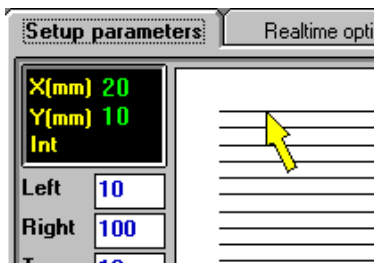 Setup parameters Realtime opti
X(mm) 20
Y(mm) 10
Int
Left 10
Right 100